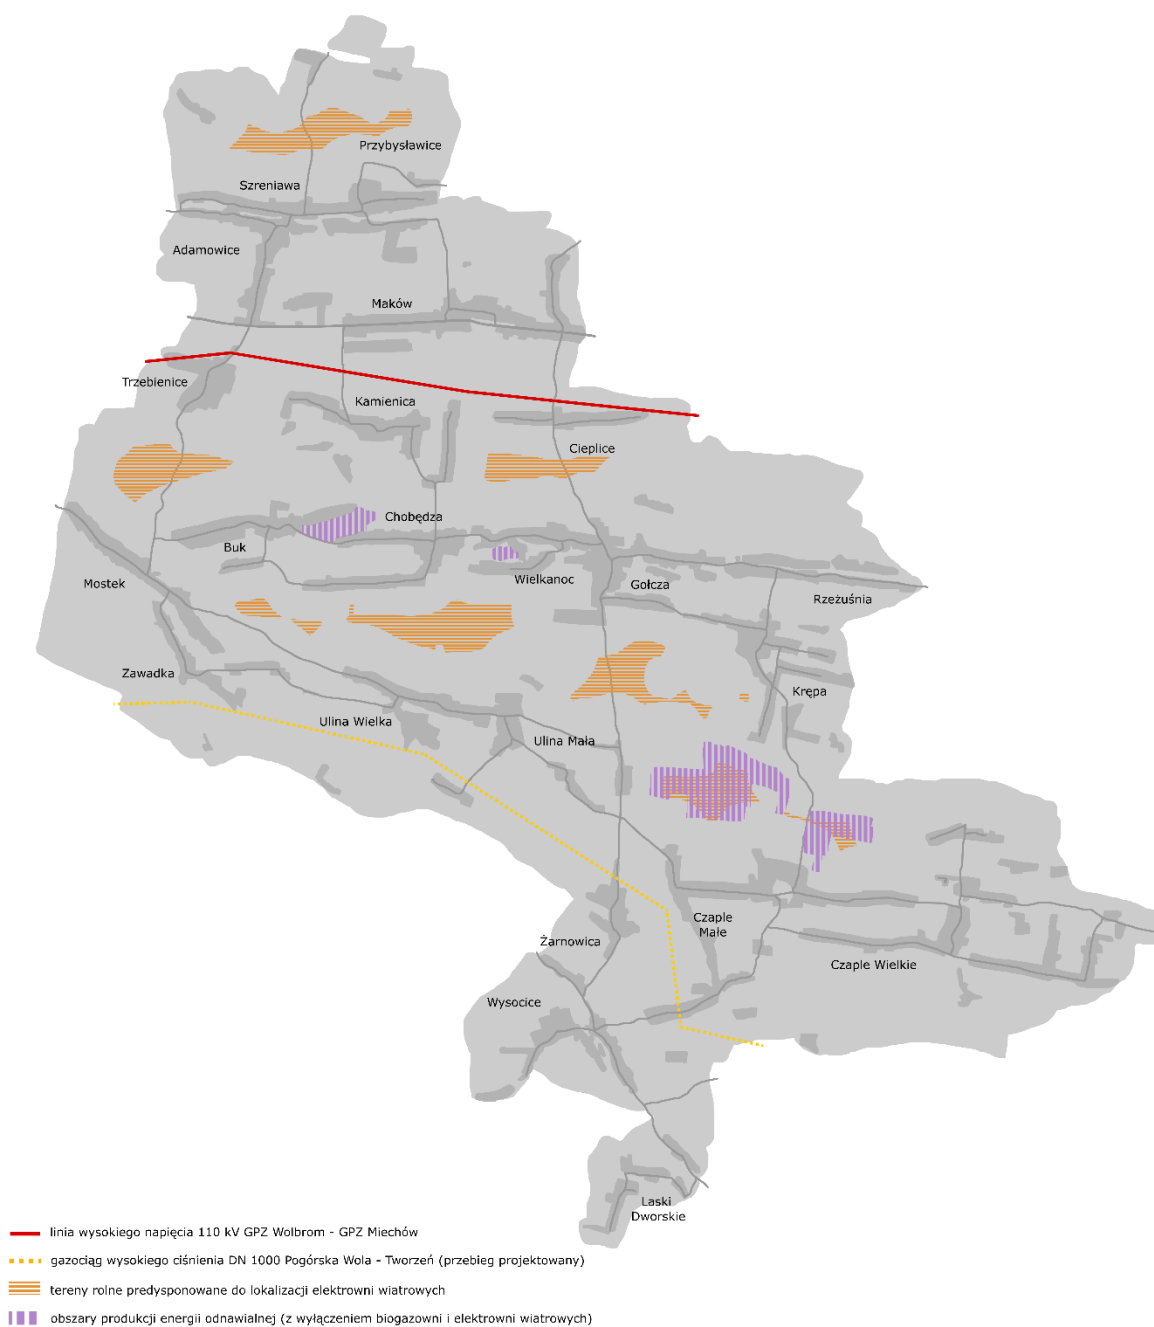 Przybysławice
Szreniawa
Adamowice
Maków
Trzebienice
Kamienica
Cieplice
Chobędza
Buk
Wielkanoc
Mostek
Gołcza
Rzeżuśnia
Zawadka
Krępa
Ulina Wielka
Ulina Mała
Czaple
Małe
Żarnowica
Czaple Wielkie
Wysocice
Laski
Dworskie
linia wysokiego napięcia 110 kV GPZ Wolbrom - GPZ Miechów
gazociąg wysokiego ciśnienia DN 1000 Pogórska Wola - Tworzeń (przebieg projektowany)
tereny rolne predysponowane do lokalizacji elektrowni wiatrowych
obszary produkcji energii odnawialnej (z wyłączeniem biogazowni i elektrowni wiatrowych)